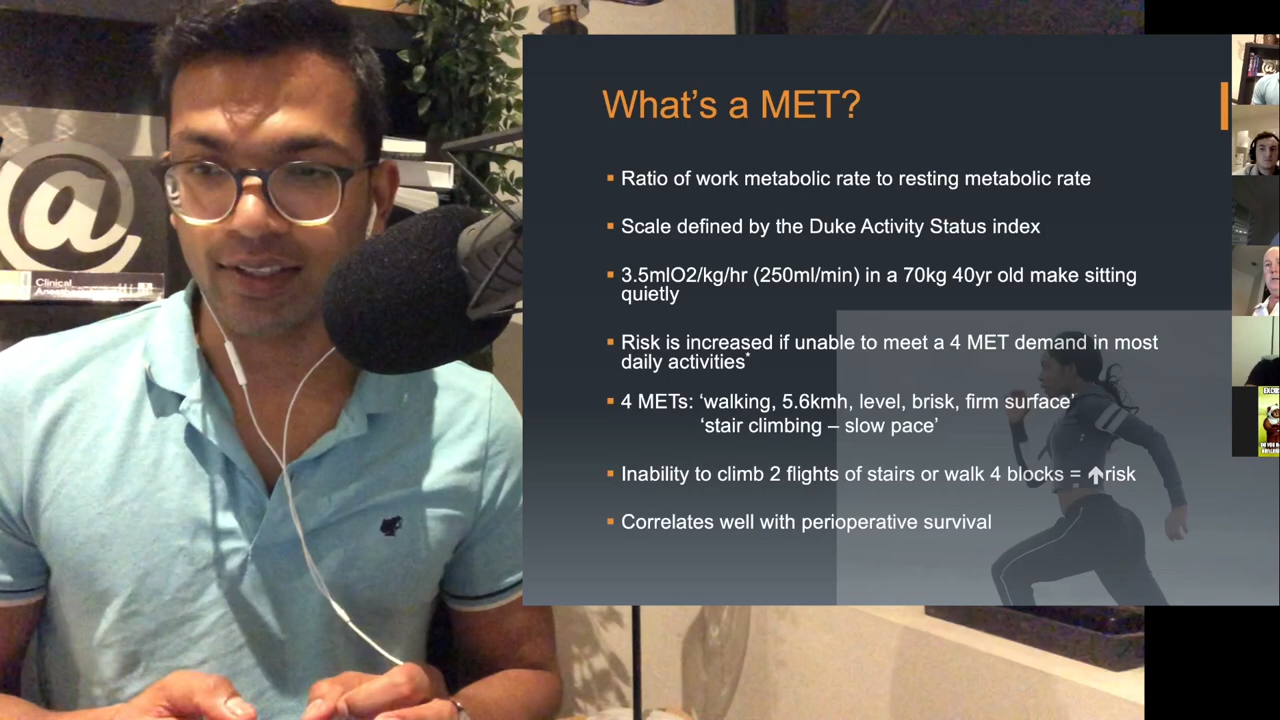 What's a MET?
Ratio of work metabolic rate to resting metabolic rate
Scale defined by the Duke Activity Status index
3.5mlO2/kg/hr (250ml/min) in a 70kg 40yr old make sitting
quietly
Risk is increased if unable to meet a 4 MET demand in most
daily activities*
4 METs: ‘walking, 5.6kmh, level, brisk, firm surface’
‘stair climbing – slow pace’
Inability to climb 2 flights of stairs or walk 4 blocks = ↑risk
Correlates well with perioperative survival
@
Clinical